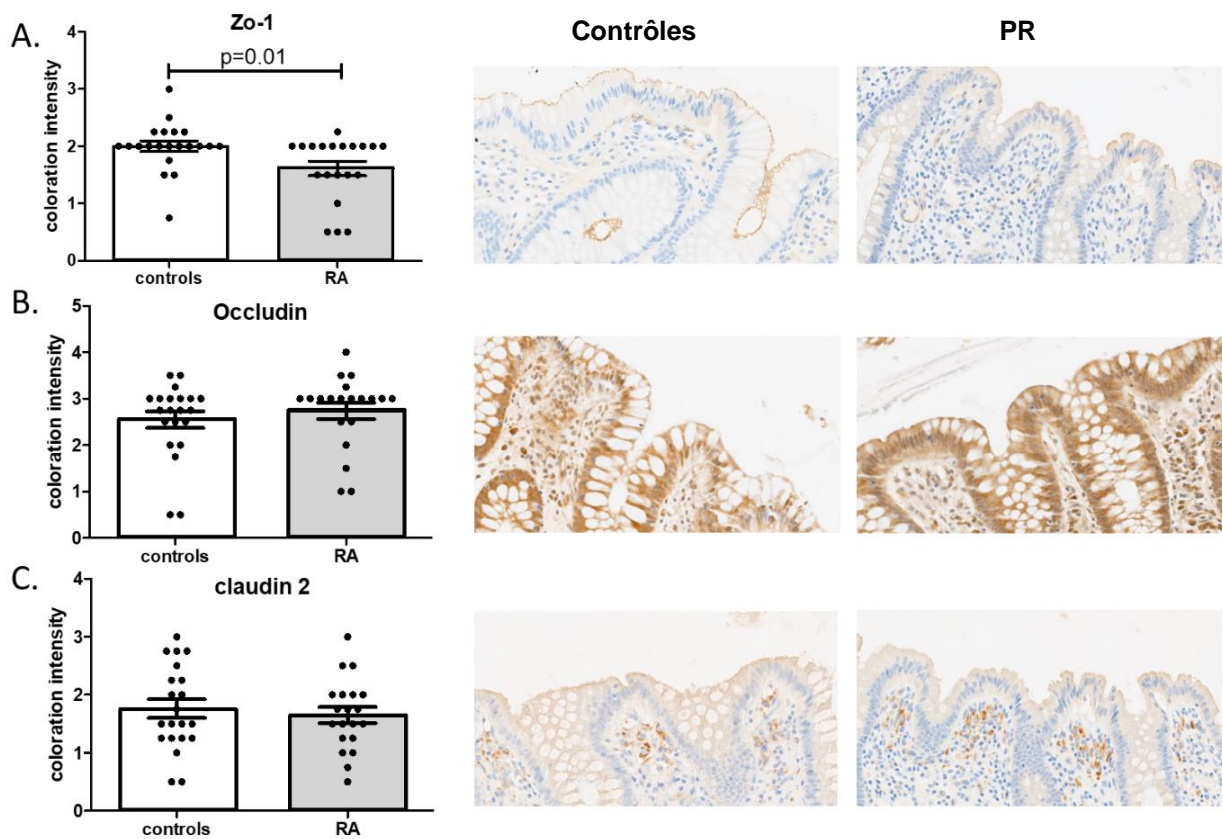 A.
Zo-1
Contrôles
PR
p=0.01
coloration intensity
4
3
2
1
0
controls
RA
B.
Occludin
coloration intensity
5
4
3
2
1
0
controls
RA
C.
claudin 2
coloration intensity
4
3
2
1
0
controls
RA